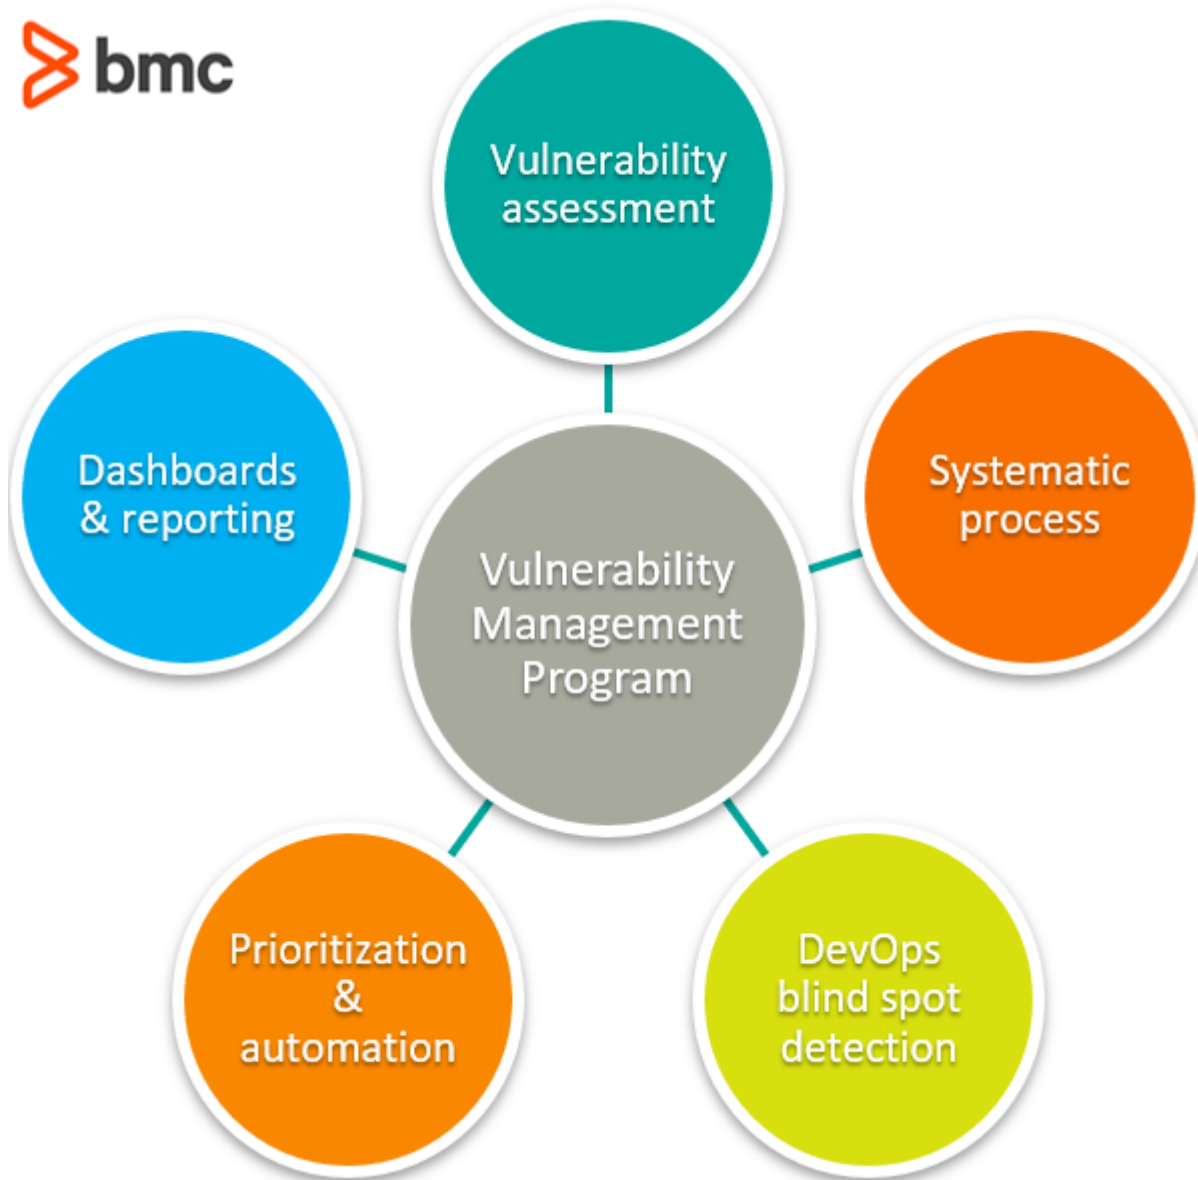 bmc
Vulnerability
assessment
Dashboards
& reporting
Systematic
process
Vulnerability
Management
Program
Prioritization
&
automation
DevOps
blind spot
detection